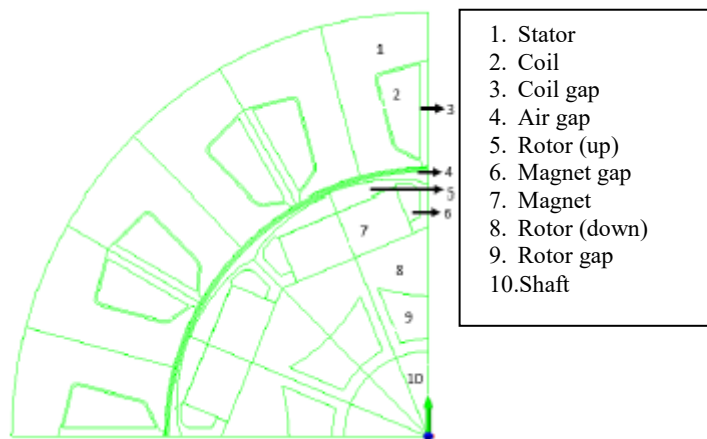 1
2
3
4
5
6
7
8
9
10
1. Stator
2. Coil
3. Coil gap
4. Air gap
5. Rotor (up)
6. Magnet gap
7. Magnet
8. Rotor (down)
9. Rotor gap
10.Shaft